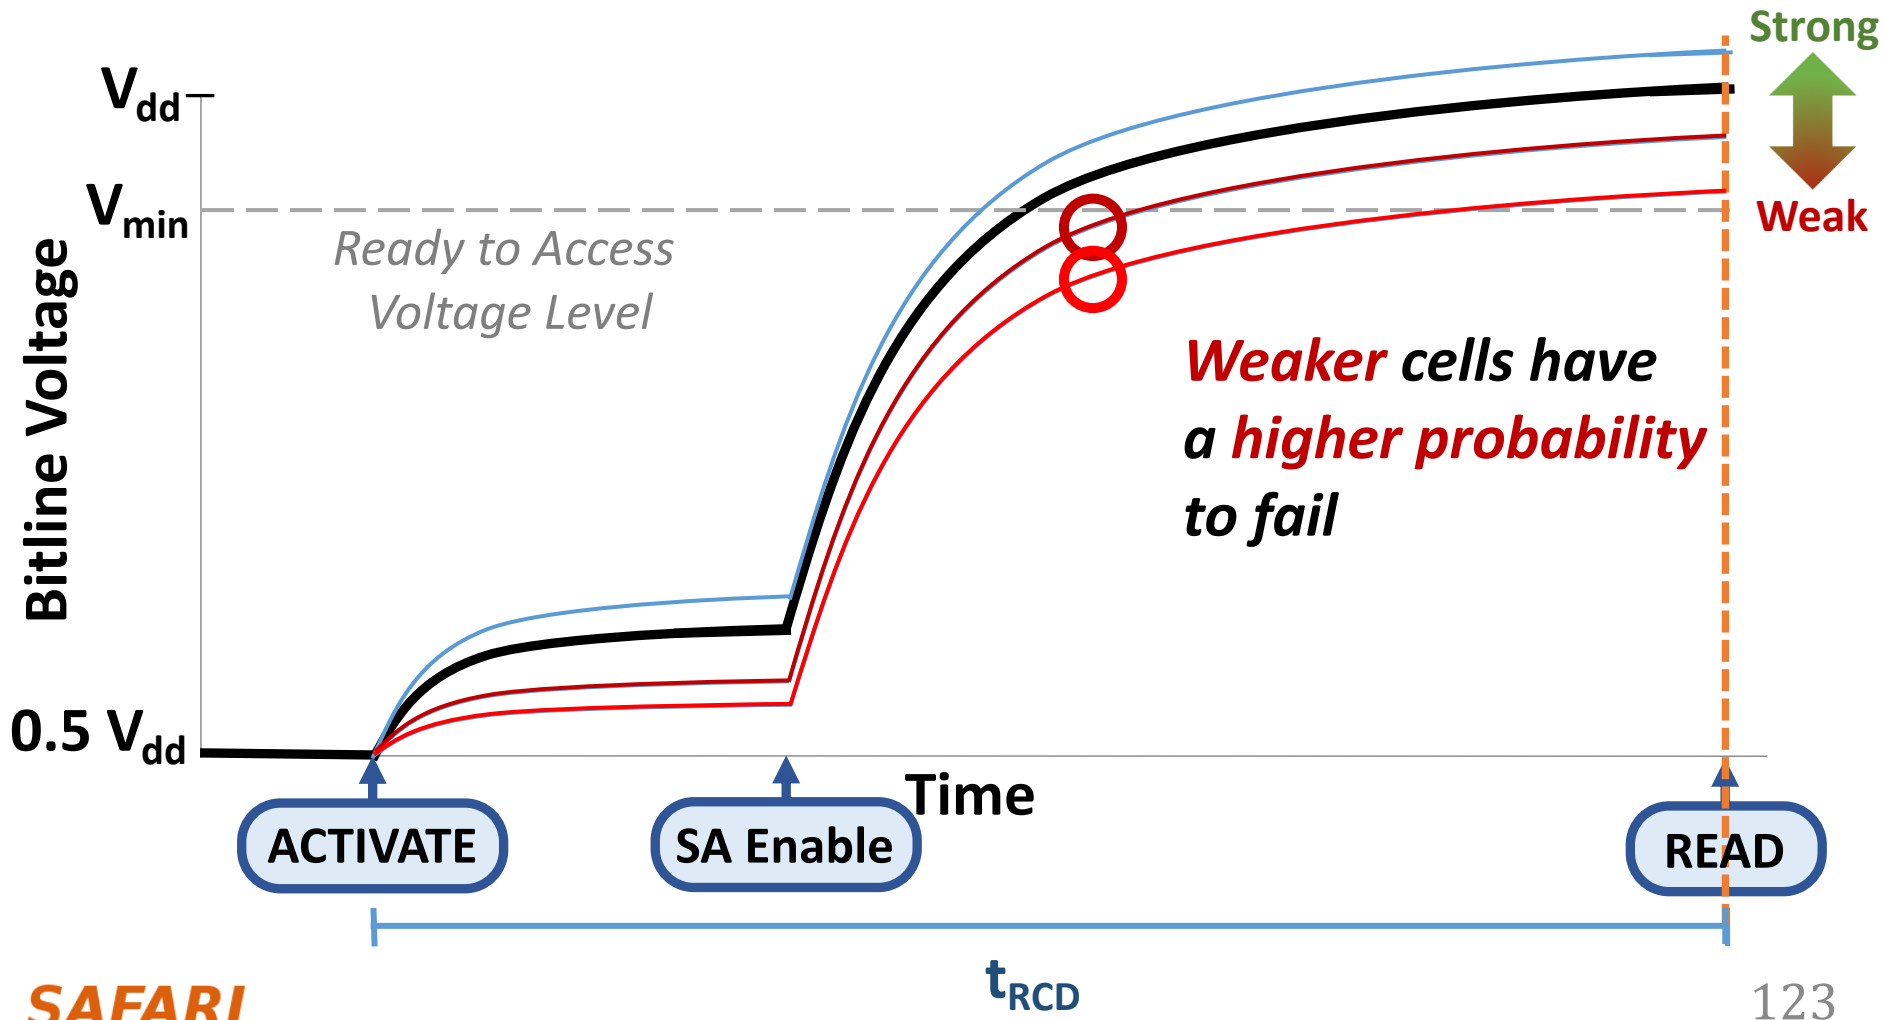 Strong
Vdd
Vmin
Weak
Ready to Access
Voltage Level
Bitline Voltage
Weaker cells have
a higher probability
to fail
0.5 Vdd
Time
ACTIVATE
SA Enable
READ
tRCD
SAFARI
123